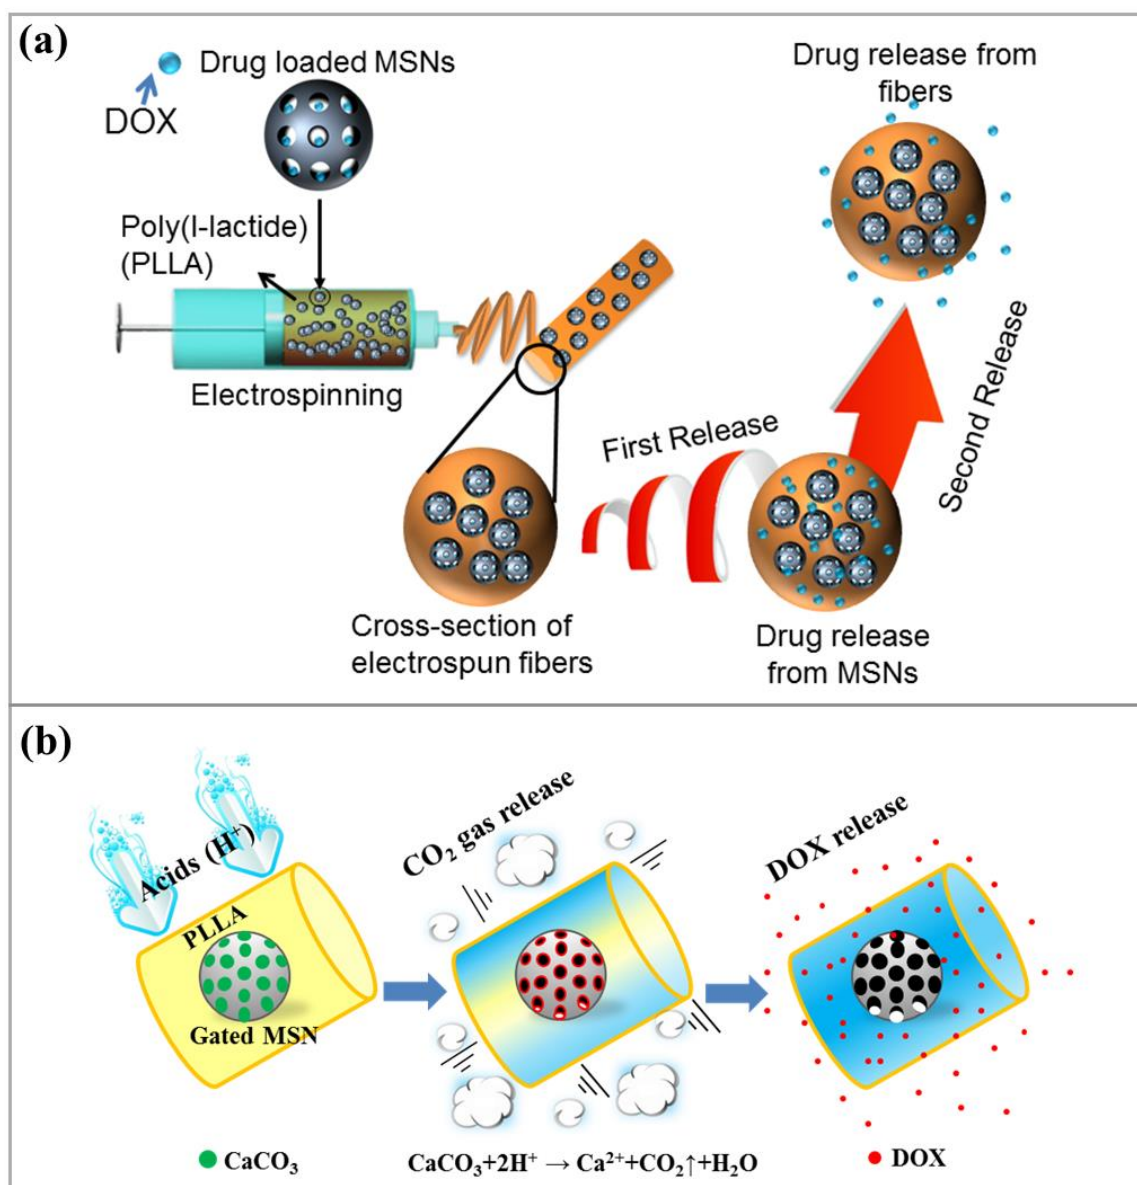 (a)
Drug loaded MSNs
DOX
Poly(l-lactide)
(PLLA)
Electrospinning
Cross-section of
electrospun fibers
First Release
Drug release
from MSNs
Second Release
Drug release from
fibers
(b)
Acids (H⁺)
PLLA
Gated MSN
CO₂ gas release
DOX release
CaCO₃
CaCO₃+2H⁺ → Ca²⁺+CO₂↑+H₂O
DOX